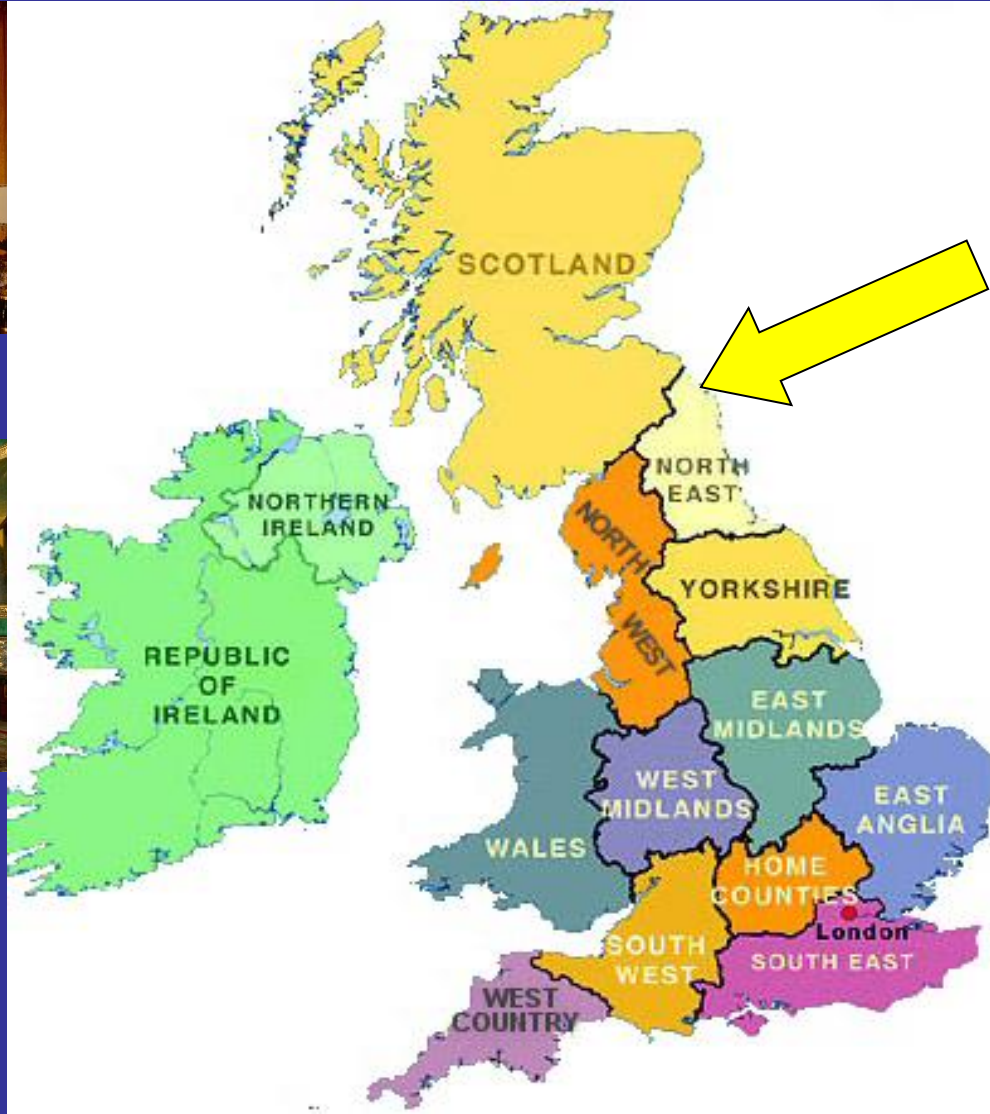 SCOTLAND
NORTH
EAST
NORTHERN
IRELAND
NORTH
WEST
YORKSHIRE
REPUBLIC
OF
IRELAND
EAST
MIDLANDS
WEST
MIDLANDS
EAST
ANGLIA
WALES
HOME
COUNTIES
London
SOUTH
WEST
SOUTH EAST
WEST
COUNTRY